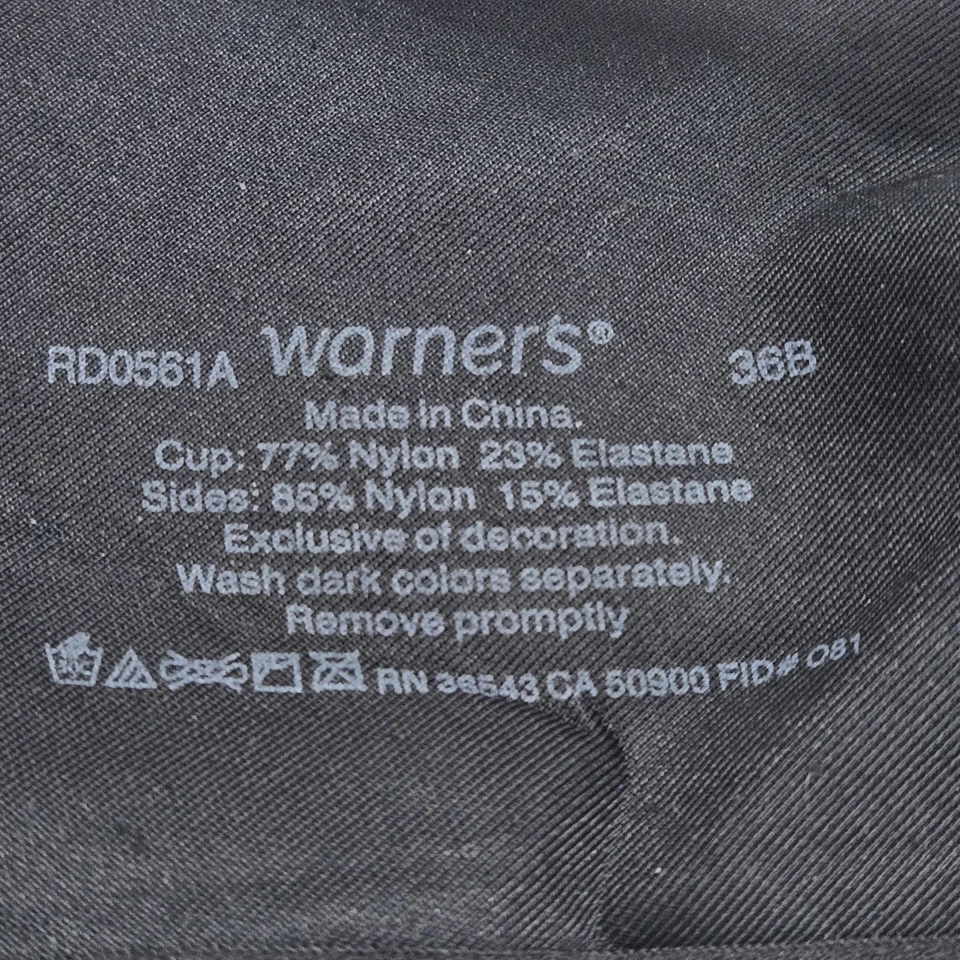 RD0561A warner's® 36B
Made in China.
Cup: 77% Nylon 23% Elastane
Sides: 85% Nylon 15% Elastane
Exclusive of decoration.
Wash dark colors separately.
Remove promptly
RN 36543 CA 50900 FID# 081